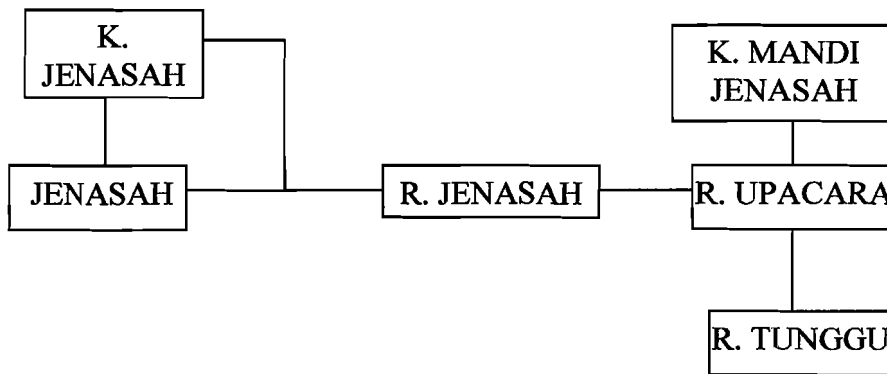 K.
JENASAH
K. MANDI
JENASAH
JENASAH
R. JENASAH
R. UPACARA
R. TUNGGU